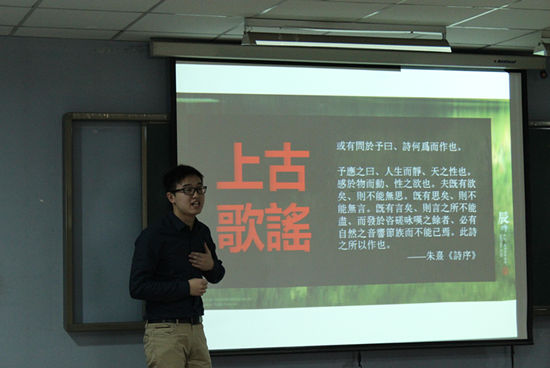 上古
歌謠
或有問於予曰、詩何爲而作也。
予應之曰、人生而靜、天之性也。
感於物而動、性之欲也。夫旣有欲
矣、則不能無思。旣有思矣、則不
能無言。旣有言矣、則言之所不能
盡、而發於咨磋咏嘆之餘者、必有
自然之音響節族而不能已焉。此詩
之所以作也。
——朱熹《詩序》
辰